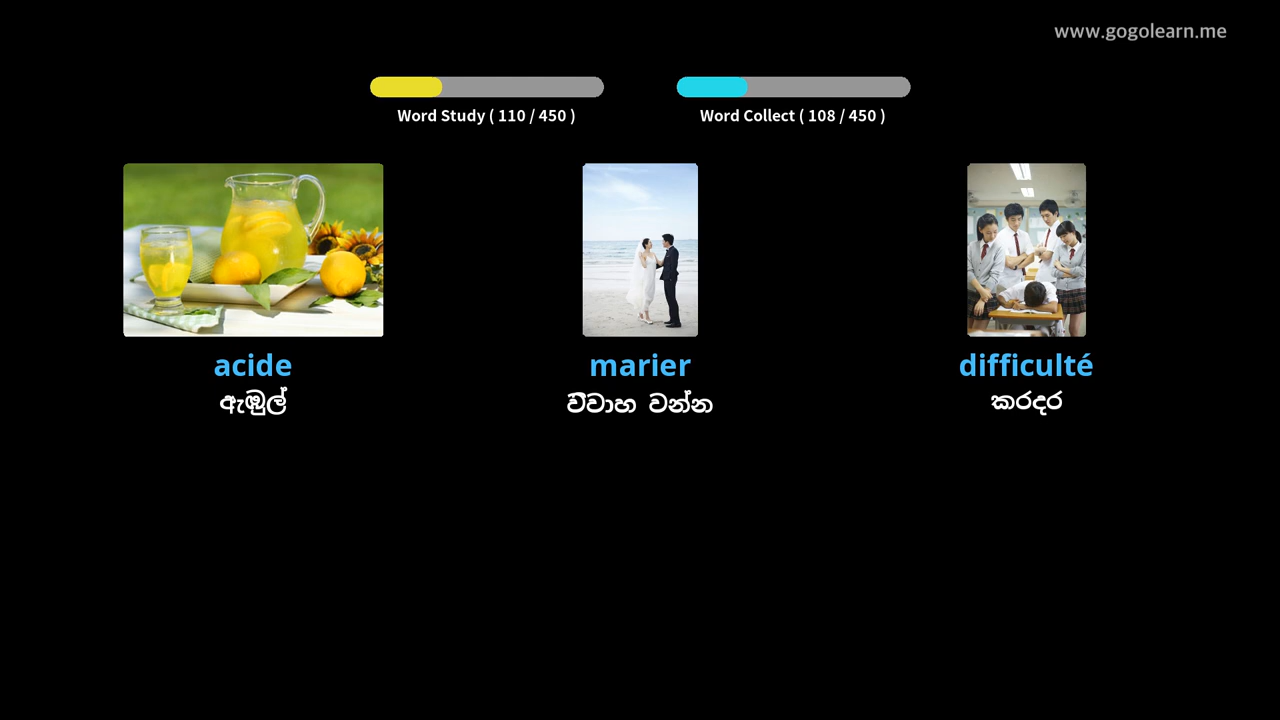 www.gogolearn.me
Word Study ( 110 / 450 )
Word Collect ( 108 / 450 )
acide
ඇඹුල්
marier
විවාහ වන්න
difficulté
කරදර